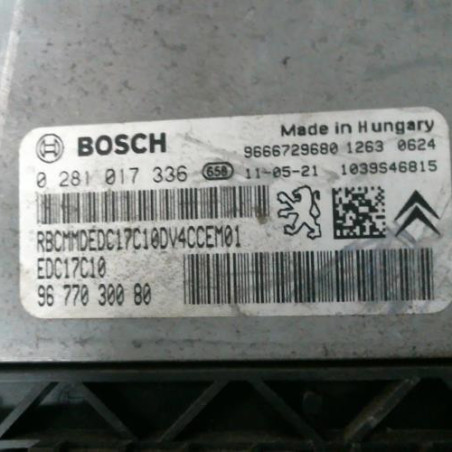 BOSCH
Made in Hungary
9666729680 1263 0624
0 281 017 336 658 11-05-21 1039S46815
RBCMMDEDC17C10DV4CCEM01
EDC17C10
96 770 300 80